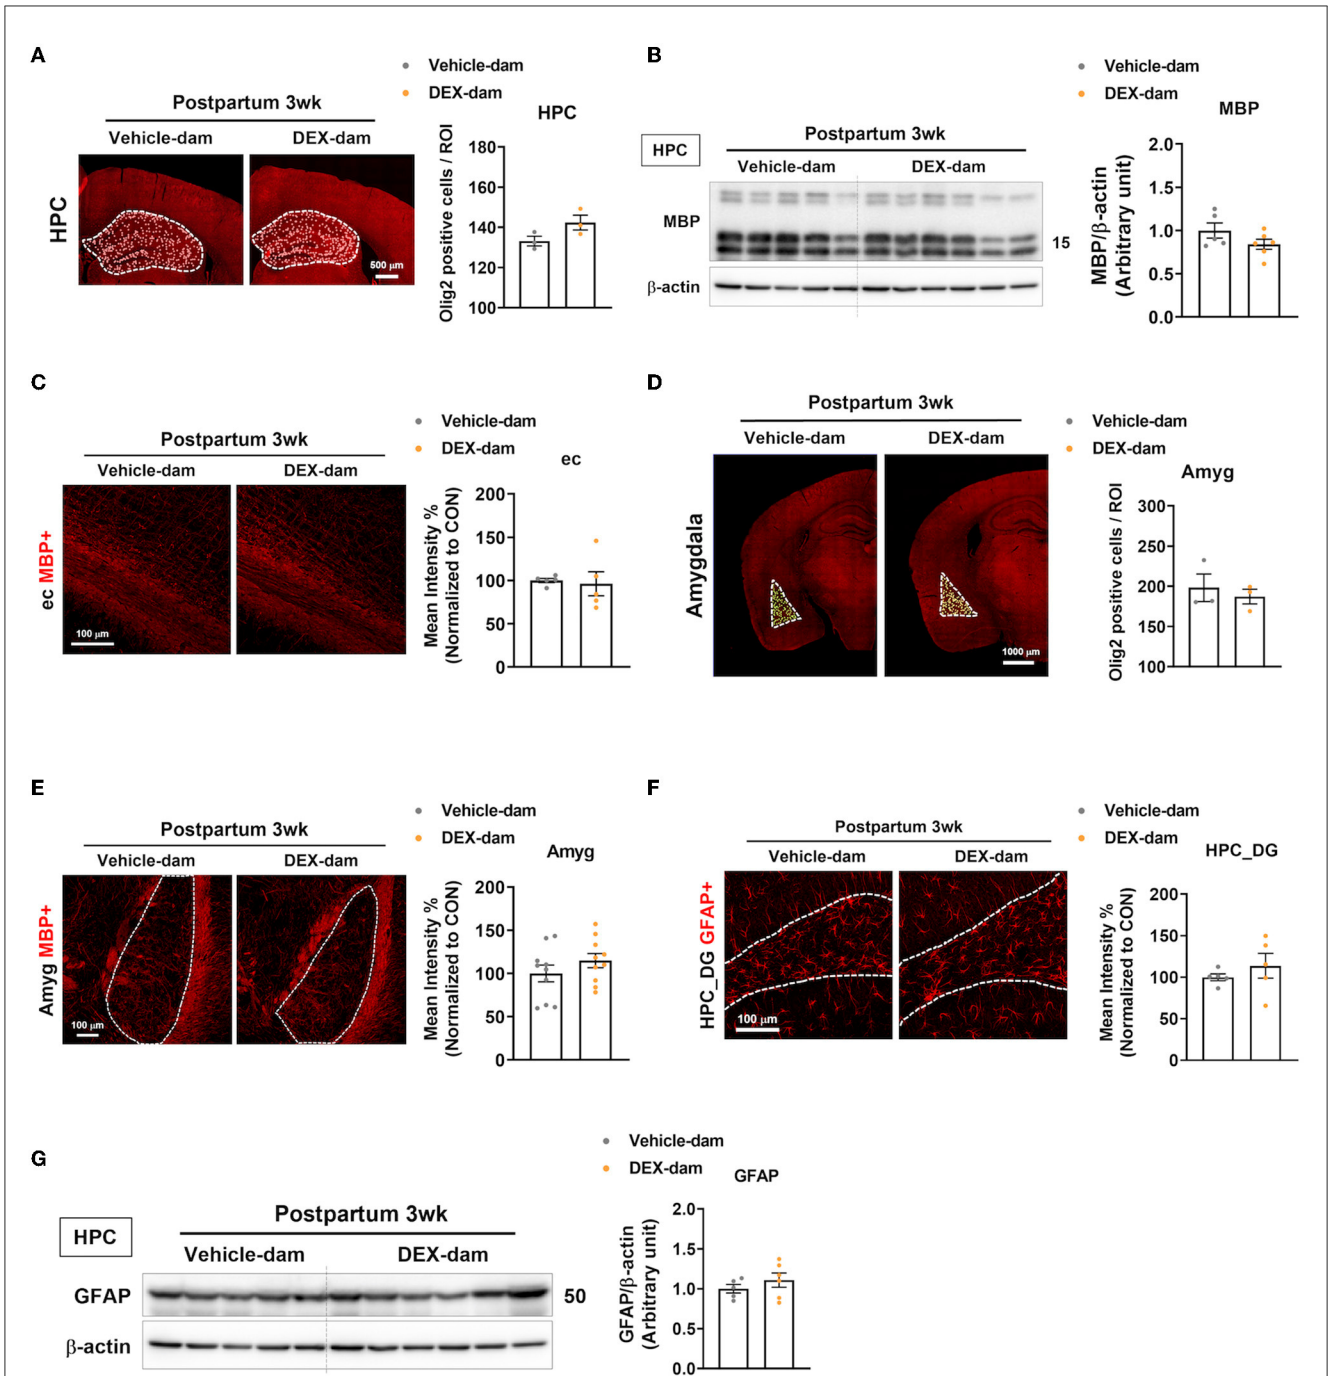 A
Vehicle-dam
DEX-dam
Postpartum 3wk
Vehicle-dam DEX-dam
HPC
HPC
500 µm
Olig2 positive cells / ROI
180
160
140
120
100
B
Vehicle-dam
DEX-dam
Postpartum 3wk
HPC
Vehicle-dam DEX-dam
MBP
15
β-actin
MBP
MBP/β-actin
(Arbitrary unit)
2.0
1.5
1.0
0.5
0.0
C
Vehicle-dam
DEX-dam
Postpartum 3wk
Vehicle-dam DEX-dam
ec MBP+
100 µm
ec
Mean Intensity %
(Normalized to CON)
200
150
100
50
0
D
Postpartum 3wk
Vehicle-dam DEX-dam
Vehicle-dam
DEX-dam
Amygdala
1000 µm
Amyg
Olig2 positive cells / ROI
300
250
200
150
100
E
Vehicle-dam
DEX-dam
Postpartum 3wk
Vehicle-dam DEX-dam
Amyg MBP+
100 µm
Amyg
Mean Intensity %
(Normalized to CON)
200
150
100
50
0
F
Vehicle-dam
DEX-dam
Postpartum 3wk
Vehicle-dam DEX-dam
HPC_DG GFAP+
100 µm
HPC_DG
Mean Intensity %
(Normalized to CON)
200
150
100
50
0
G
Vehicle-dam
DEX-dam
Postpartum 3wk
HPC
Vehicle-dam DEX-dam
GFAP
50
β-actin
GFAP
GFAP/β-actin
(Arbitrary unit)
2.0
1.5
1.0
0.5
0.0